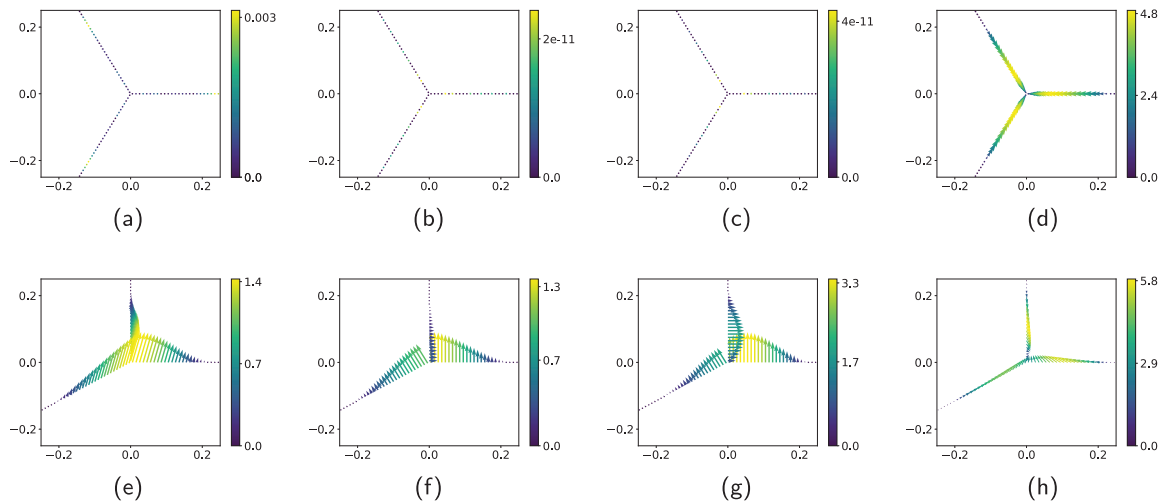 0.2 0.003 0.2 2e-11 0.2 4e-11 0.2 4.8
0.0 0.0 0.0 0.0 2.4
−0.2 0.0 −0.2 0.0 −0.2 0.0 −0.2 0.0
−0.2 0.0 0.2 −0.2 0.0 0.2 −0.2 0.0 0.2 −0.2 0.0 0.2
(a) (b) (c) (d)
0.2 1.4 0.2 1.3 0.2 3.3 0.2 5.8
0.0 0.7 0.0 0.7 0.0 1.7 0.0 2.9
−0.2 0.0 −0.2 0.0 −0.2 0.0 −0.2 0.0
−0.2 0.0 0.2 −0.2 0.0 0.2 −0.2 0.0 0.2 −0.2 0.0 0.2
(e) (f) (g) (h)